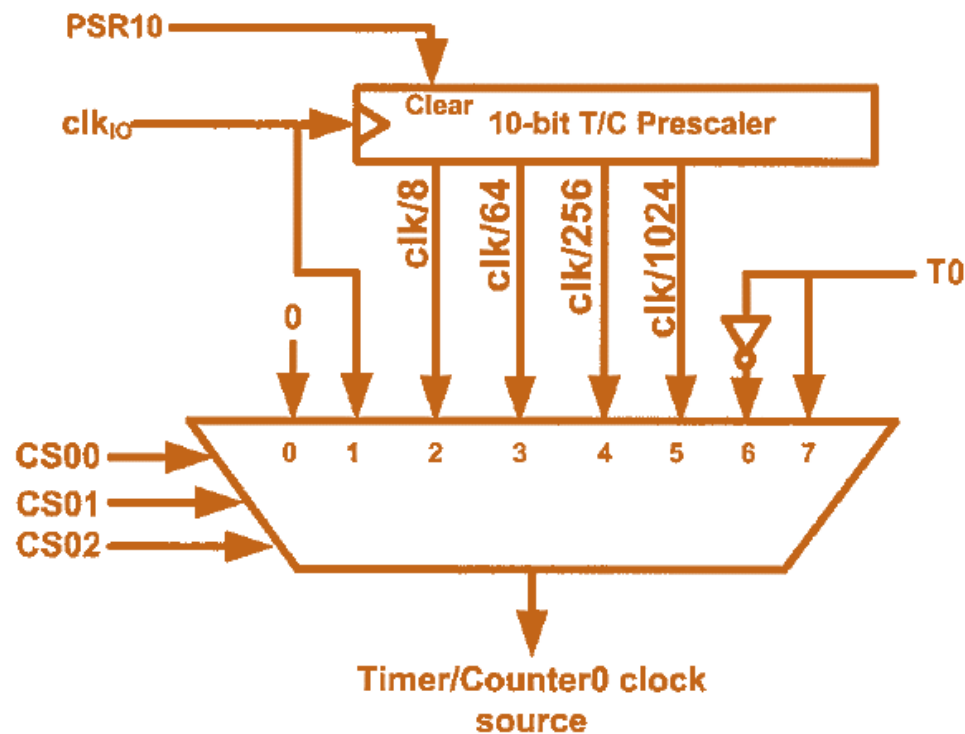 PSR10
Clear
clk_IO
10-bit T/C Prescaler
clk/8
clk/64
clk/256
clk/1024
T0
0
0 1 2 3 4 5 6 7
CS00
CS01
CS02
Timer/Counter0 clock
source